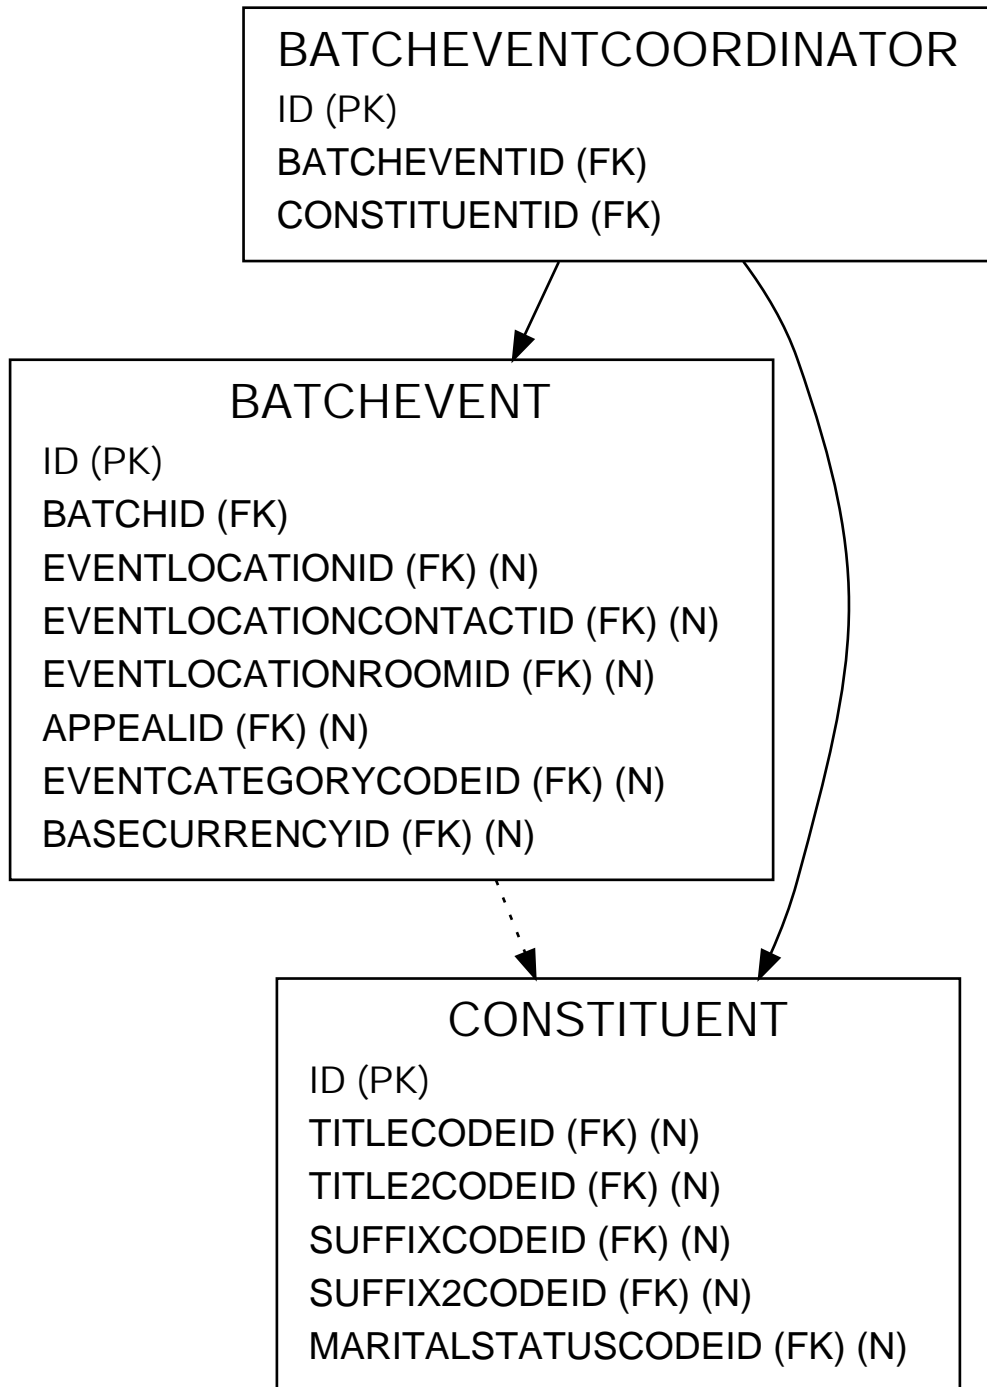 BATCHEVENTCOORDINATOR
ID (PK)
BATCHEVENTID (FK)
CONSTITUENTID (FK)
BATCHEVENT
ID (PK)
BATCHID (FK)
EVENTLOCATIONID (FK) (N)
EVENTLOCATIONCONTACTID (FK) (N)
EVENTLOCATIONROOMID (FK) (N)
APPEALID (FK) (N)
EVENTCATEGORYCODEID (FK) (N)
BASECURRENCYID (FK) (N)
CONSTITUENT
ID (PK)
TITLECODEID (FK) (N)
TITLE2CODEID (FK) (N)
SUFFIXCODEID (FK) (N)
SUFFIX2CODEID (FK) (N)
MARITALSTATUSCODEID (FK) (N)